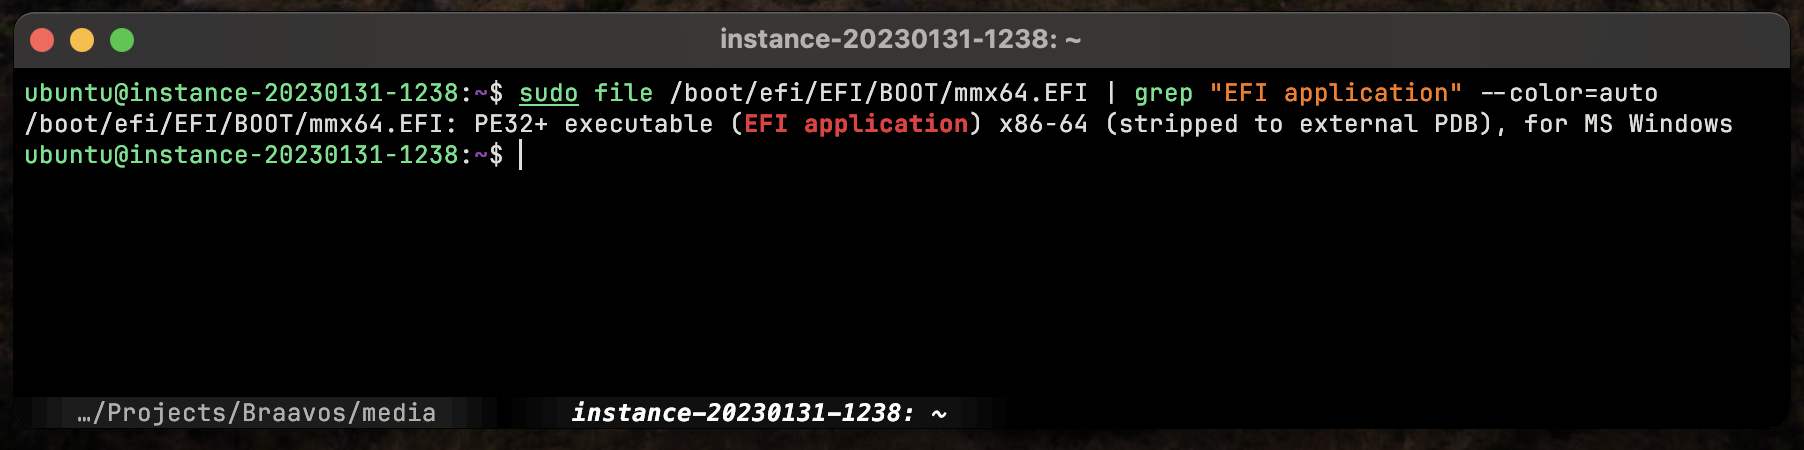 instance-20230131-1238: ~
ubuntu@instance-20230131-1238:~$ sudo file /boot/efi/EFI/BOOT/mmx64.EFI | grep "EFI application" --color=auto
/boot/efi/EFI/BOOT/mmx64.EFI: PE32+ executable (EFI application) x86-64 (stripped to external PDB), for MS Windows
ubuntu@instance-20230131-1238:~$
…/Projects/Braavos/media instance-20230131-1238: ~